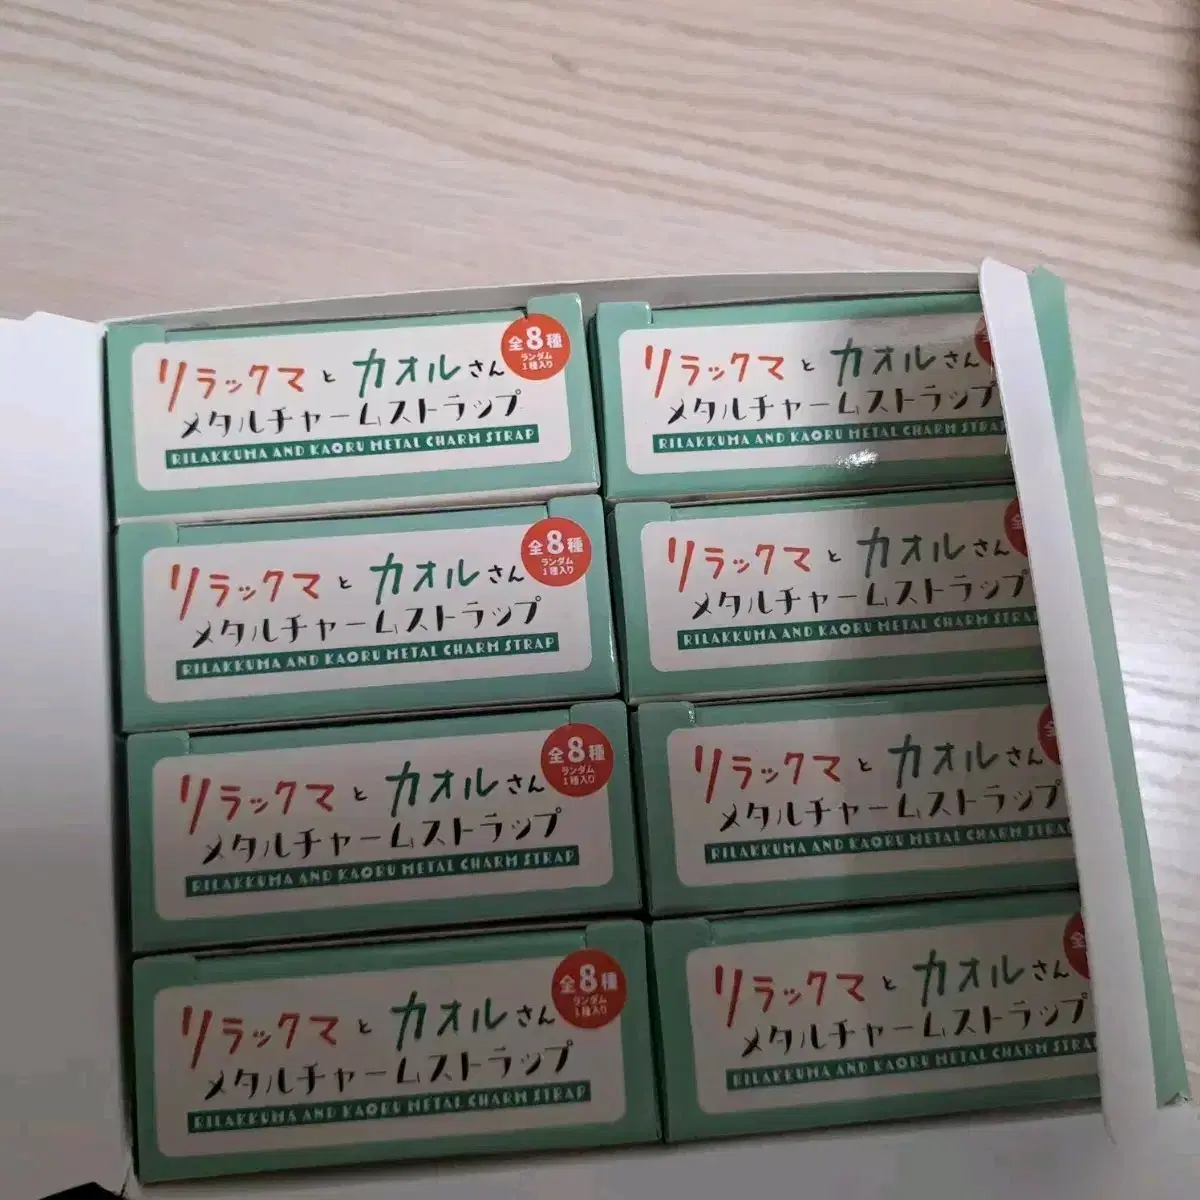 リラックマとカオルさん
メタルチャームストラップ
RILAKKUMA AND KAORU METAL CHARM STRAP
全8種
ランダム
1種入り
リラックマとカオルさん
メタルチャームストラップ
RILAKKUMA AND KAORU METAL CHARM STRAP
リラックマとカオルさん
メタルチャームストラップ
RILAKKUMA AND KAORU METAL CHARM STRAP
全8種
ランダム
1種入り
リラックマとカオルさん
メタルチャームストラップ
RILAKKUMA AND KAORU METAL CHARM STRAP
全
リラックマとカオルさん
メタルチャームストラップ
RILAKKUMA AND KAORU METAL CHARM STRAP
全8種
ランダム
1種入り
リラックマとカオルさん
メタルチャームストラップ
RILAKKUMA AND KAORU METAL CHARM STRAP
全
リラックマとカオルさん
メタルチャームストラップ
RILAKKUMA AND KAORU METAL CHARM STRAP
全8種
ランダム
1種入り
リラックマとカオルさん
メタルチャームストラップ
RILAKKUMA AND KAORU METAL CHARM STRAP
全